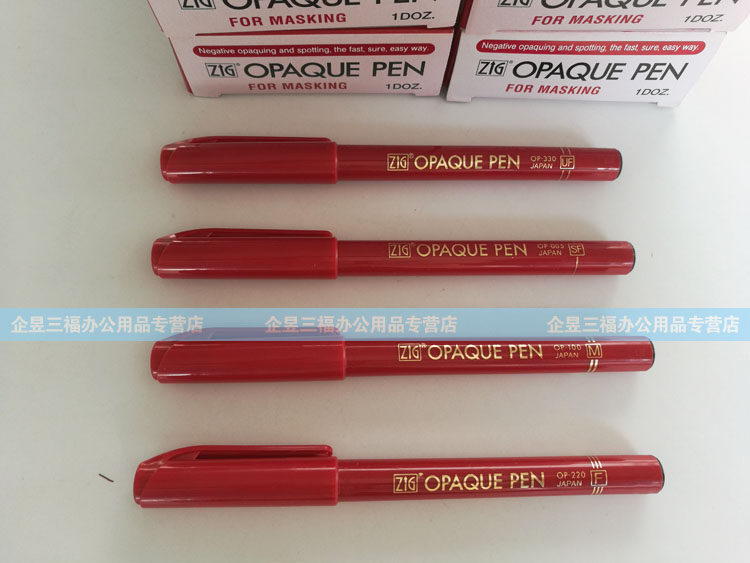 ZIG OPAQUE PEN
FOR MASKING 1DOZ.
OPAQUE PEN
FOR MASKING 1DOZ.
Negative opaquing and spotting, the fast, sure, easy way.
ZIG OPAQUE PEN
FOR MASKING 1DOZ.
Negative opaquing and spotting, the fast, sure, easy way.
ZIG OPAQUE PEN
FOR MASKING 1DOZ.
ZIG® OPAQUE PEN OP-330 JAPAN UF
ZIG® OPAQUE PEN OP-005 JAPAN SF
企昱三福办公用品专营店 企昱三福办公用品专营店 企昱三福办公用品专营店
ZIG® OPAQUE PEN OP-100 JAPAN M
ZIG® OPAQUE PEN OP-220 JAPAN F